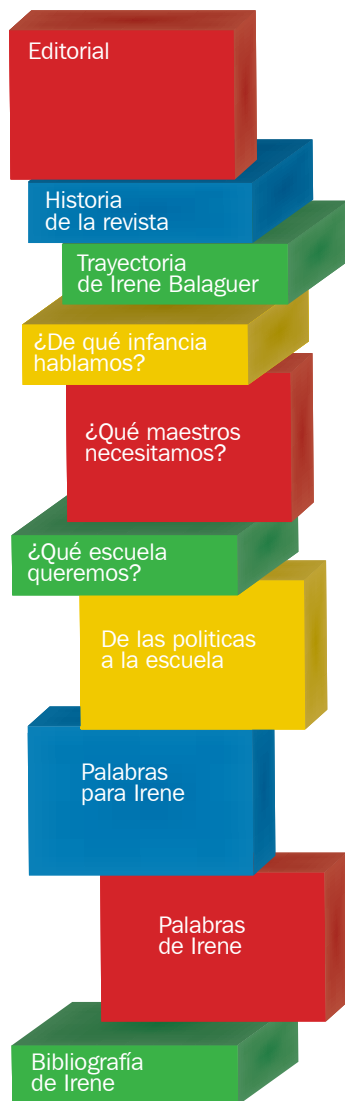 Editorial
Historia
de la revista
Trayectoria
de Irene Balaguer
¿De qué infancia
hablamos?
¿Qué maestros
necesitamos?
¿Qué escuela
queremos?
De las politicas
a la escuela
Palabras
para Irene
Palabras
de Irene
Bibliografía
de Irene